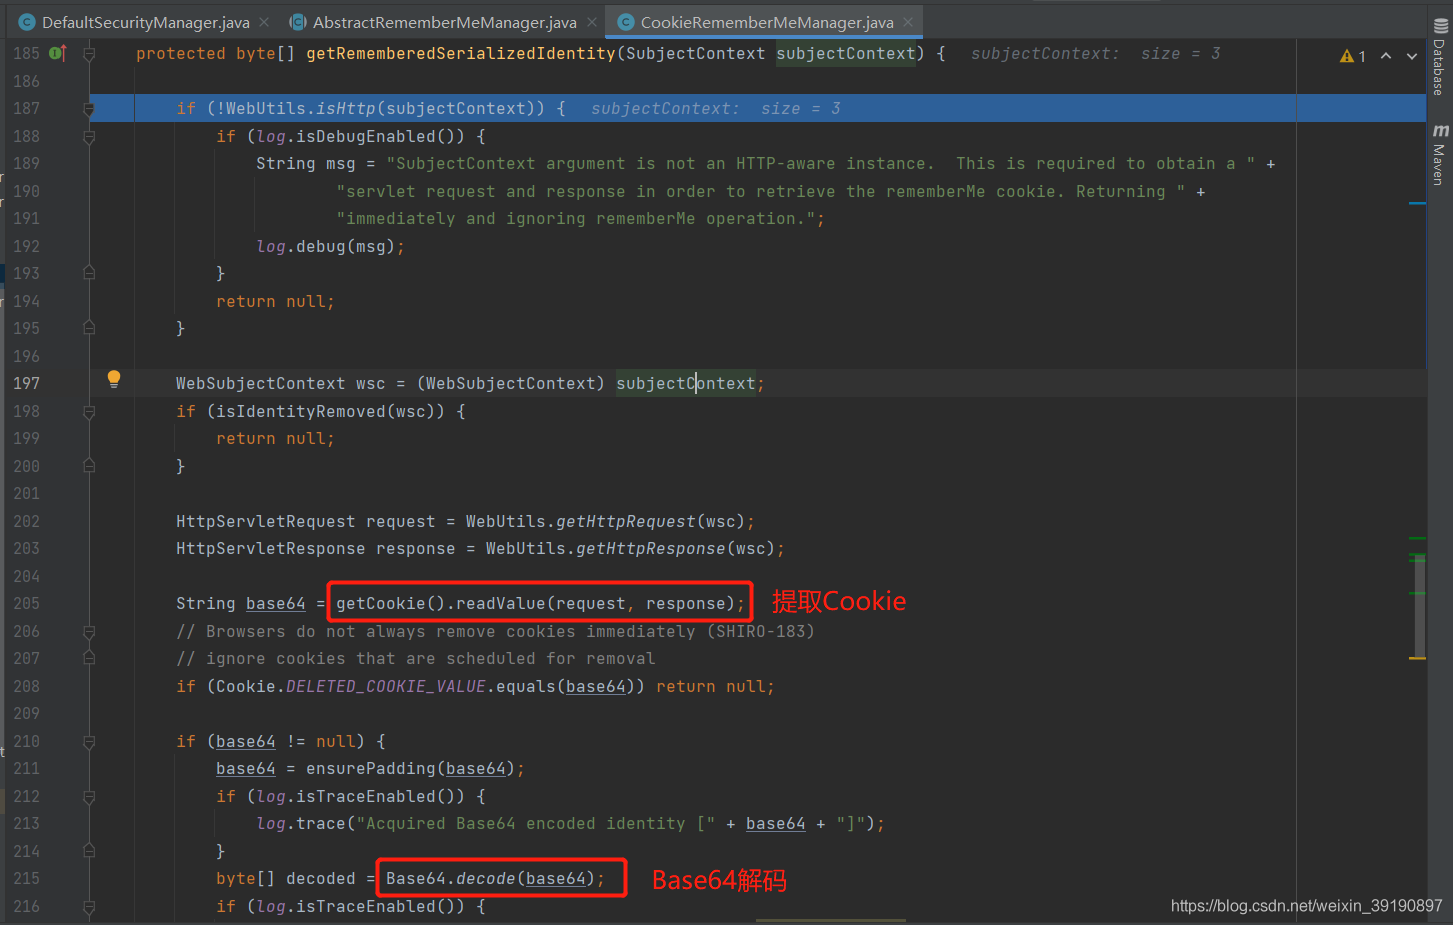 DefaultSecurityManager.java
AbstractRememberMeManager.java
CookieRememberMeManager.java
185 protected byte[] getRememberedSerializedIdentity(SubjectContext subjectContext) { subjectContext: size = 3
1
186
187 if (!WebUtils.isHttp(subjectContext)) { subjectContext: size = 3
188 if (log.isDebugEnabled()) {
189 String msg = "SubjectContext argument is not an HTTP-aware instance.  This is required to obtain a " +
190 "servlet request and response in order to retrieve the rememberMe cookie. Returning " +
191 "immediately and ignoring rememberMe operation.";
192 log.debug(msg);
193 }
194 return null;
195 }
196
197 WebSubjectContext wsc = (WebSubjectContext) subjectContext;
198 if (isIdentityRemoved(wsc)) {
199 return null;
200 }
201
202 HttpServletRequest request = WebUtils.getHttpRequest(wsc);
203 HttpServletResponse response = WebUtils.getHttpResponse(wsc);
204
205 String base64 = getCookie().readValue(request, response); 提取Cookie
206 // Browsers do not always remove cookies immediately (SHIRO-183)
207 // ignore cookies that are scheduled for removal
208 if (Cookie.DELETED_COOKIE_VALUE.equals(base64)) return null;
209
210 if (base64 != null) {
211 base64 = ensurePadding(base64);
212 if (log.isTraceEnabled()) {
213 log.trace("Acquired Base64 encoded identity [" + base64 + "]");
214 }
215 byte[] decoded = Base64.decode(base64); Base64解码
216 if (log.isTraceEnabled()) {
Database
m Maven
https://blog.csdn.net/weixin_39190897